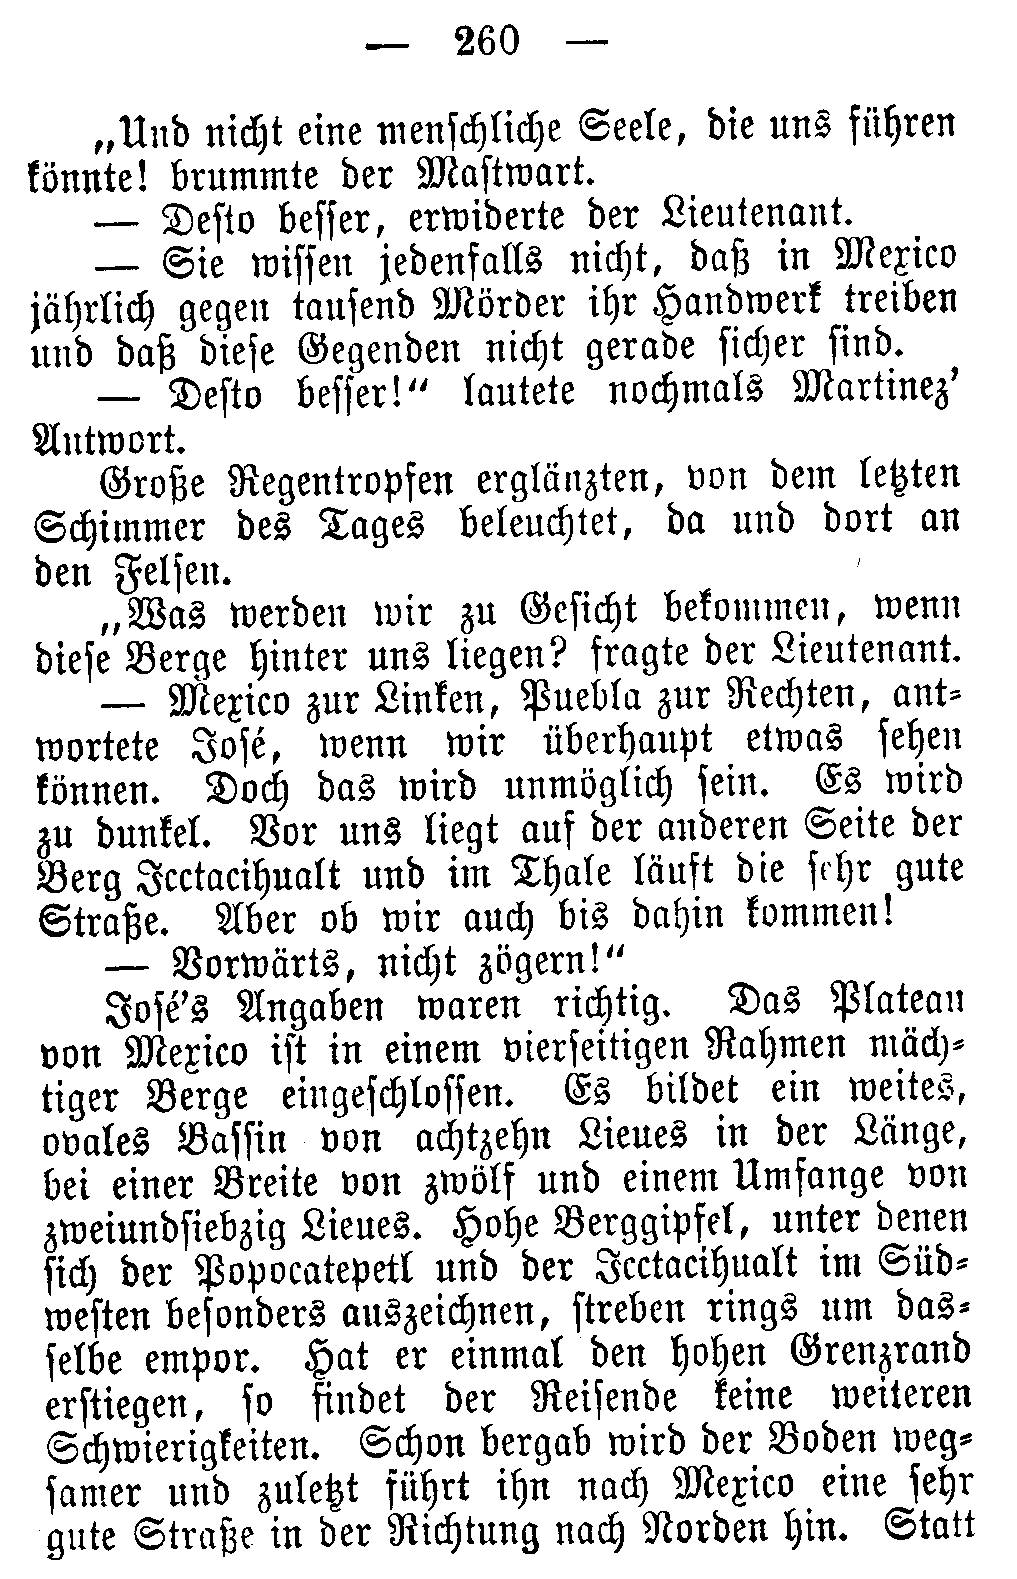 — 260 —
„Und nicht eine menschliche Seele, die uns führen
könnte! brummte der Mastwart.
— Desto besser, erwiderte der Lieutenant.
— Sie wissen jedenfalls nicht, daß in Mexico
jährlich gegen tausend Mörder ihr Handwerk treiben
und daß diese Gegenden nicht gerade sicher sind.
— Desto besser!“ lautete nochmals Martinez’
Antwort.
Große Regentropfen erglänzten, von dem letzten
Schimmer des Tages beleuchtet, da und dort an
den Felsen.
„Was werden wir zu Gesicht bekommen, wenn
diese Berge hinter uns liegen? fragte der Lieutenant.
— Mexico zur Linken, Puebla zur Rechten, ant-
wortete José, wenn wir überhaupt etwas sehen
können. Doch das wird unmöglich sein. Es wird
zu dunkel. Vor uns liegt auf der anderen Seite der
Berg Icctacihualt und im Thale läuft die sehr gute
Straße. Aber ob wir auch bis dahin kommen!
— Vorwärts, nicht zögern!“
José’s Angaben waren richtig. Das Plateau
von Mexico ist in einem vierseitigen Rahmen mäch-
tiger Berge eingeschlossen. Es bildet ein weites,
ovales Bassin von achtzehn Lieues in der Länge,
bei einer Breite von zwölf und einem Umfange von
zweiundsiebzig Lieues. Hohe Berggipfel, unter denen
sich der Popocatepetl und der Icctacihualt im Süd-
westen besonders auszeichnen, streben rings um das-
selbe empor. Hat er einmal den hohen Grenzrand
erstiegen, so findet der Reisende keine weiteren
Schwierigkeiten. Schon bergab wird der Boden weg-
samer und zuletzt führt ihn nach Mexico eine sehr
gute Straße in der Richtung nach Norden hin. Statt